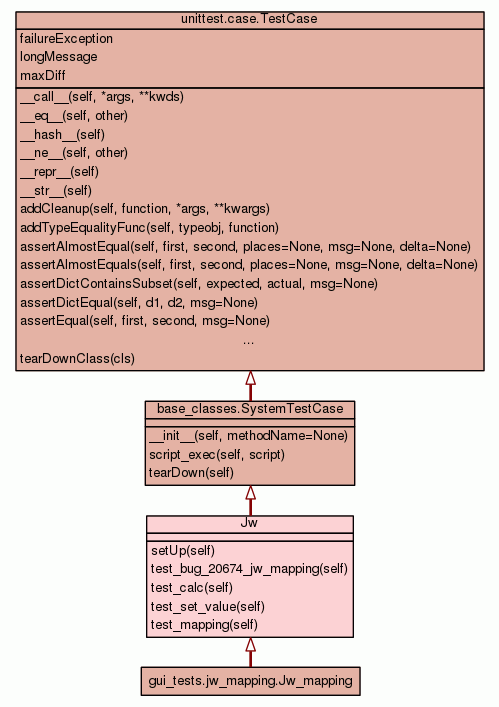 unittest.case.TestCase
failureException
longMessage
maxDiff
__call__(self, *args, **kwds)
__eq__(self, other)
__hash__(self)
__ne__(self, other)
__repr__(self)
__str__(self)
addCleanup(self, function, *args, **kwargs)
addTypeEqualityFunc(self, typeobj, function)
assertAlmostEqual(self, first, second, places=None, msg=None, delta=None)
assertAlmostEquals(self, first, second, places=None, msg=None, delta=None)
assertDictContainsSubset(self, expected, actual, msg=None)
assertDictEqual(self, d1, d2, msg=None)
assertEqual(self, first, second, msg=None)
...
tearDownClass(cls)
base_classes.SystemTestCase
__init__(self, methodName=None)
script_exec(self, script)
tearDown(self)
Jw
setUp(self)
test_bug_20674_jw_mapping(self)
test_calc(self)
test_set_value(self)
test_mapping(self)
gui_tests.jw_mapping.Jw_mapping